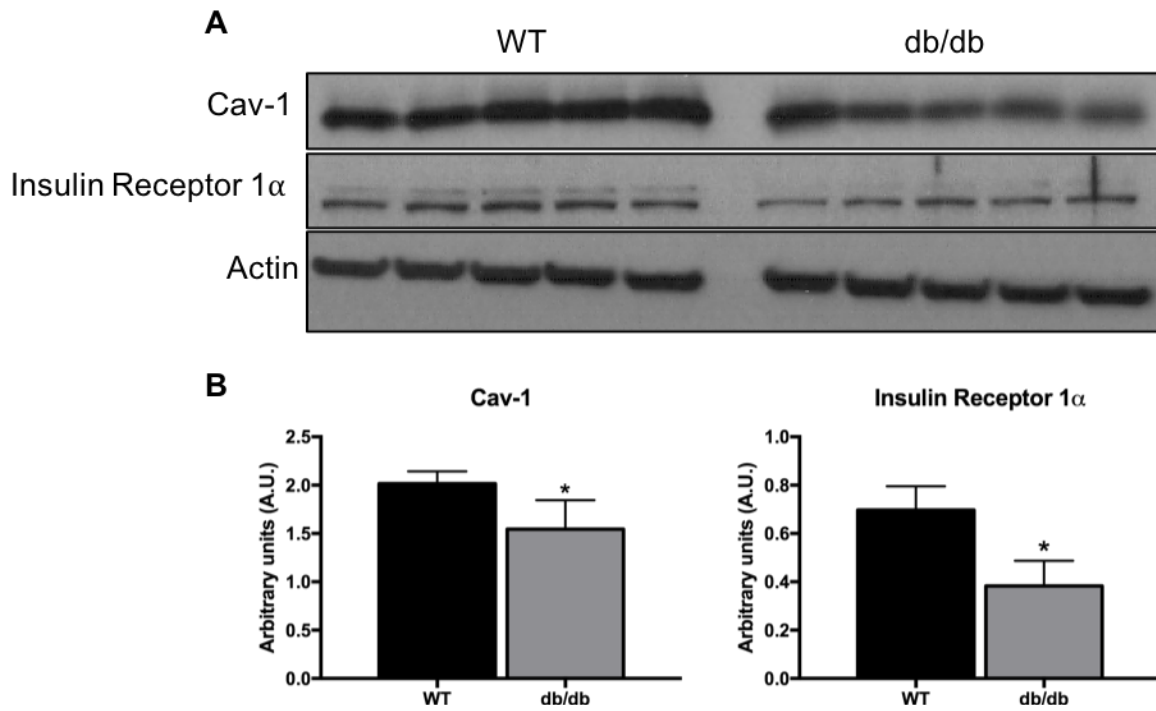 A
WT db/db
Cav-1
Insulin Receptor 1α
Actin
B
Cav-1
Arbitrary units (A.U.)
2.5
2.0
1.5
1.0
0.5
0.0
*
WT db/db
Insulin Receptor 1α
Arbitrary units (A.U.)
1.0
0.8
0.6
0.4
0.2
0.0
*
WT db/db